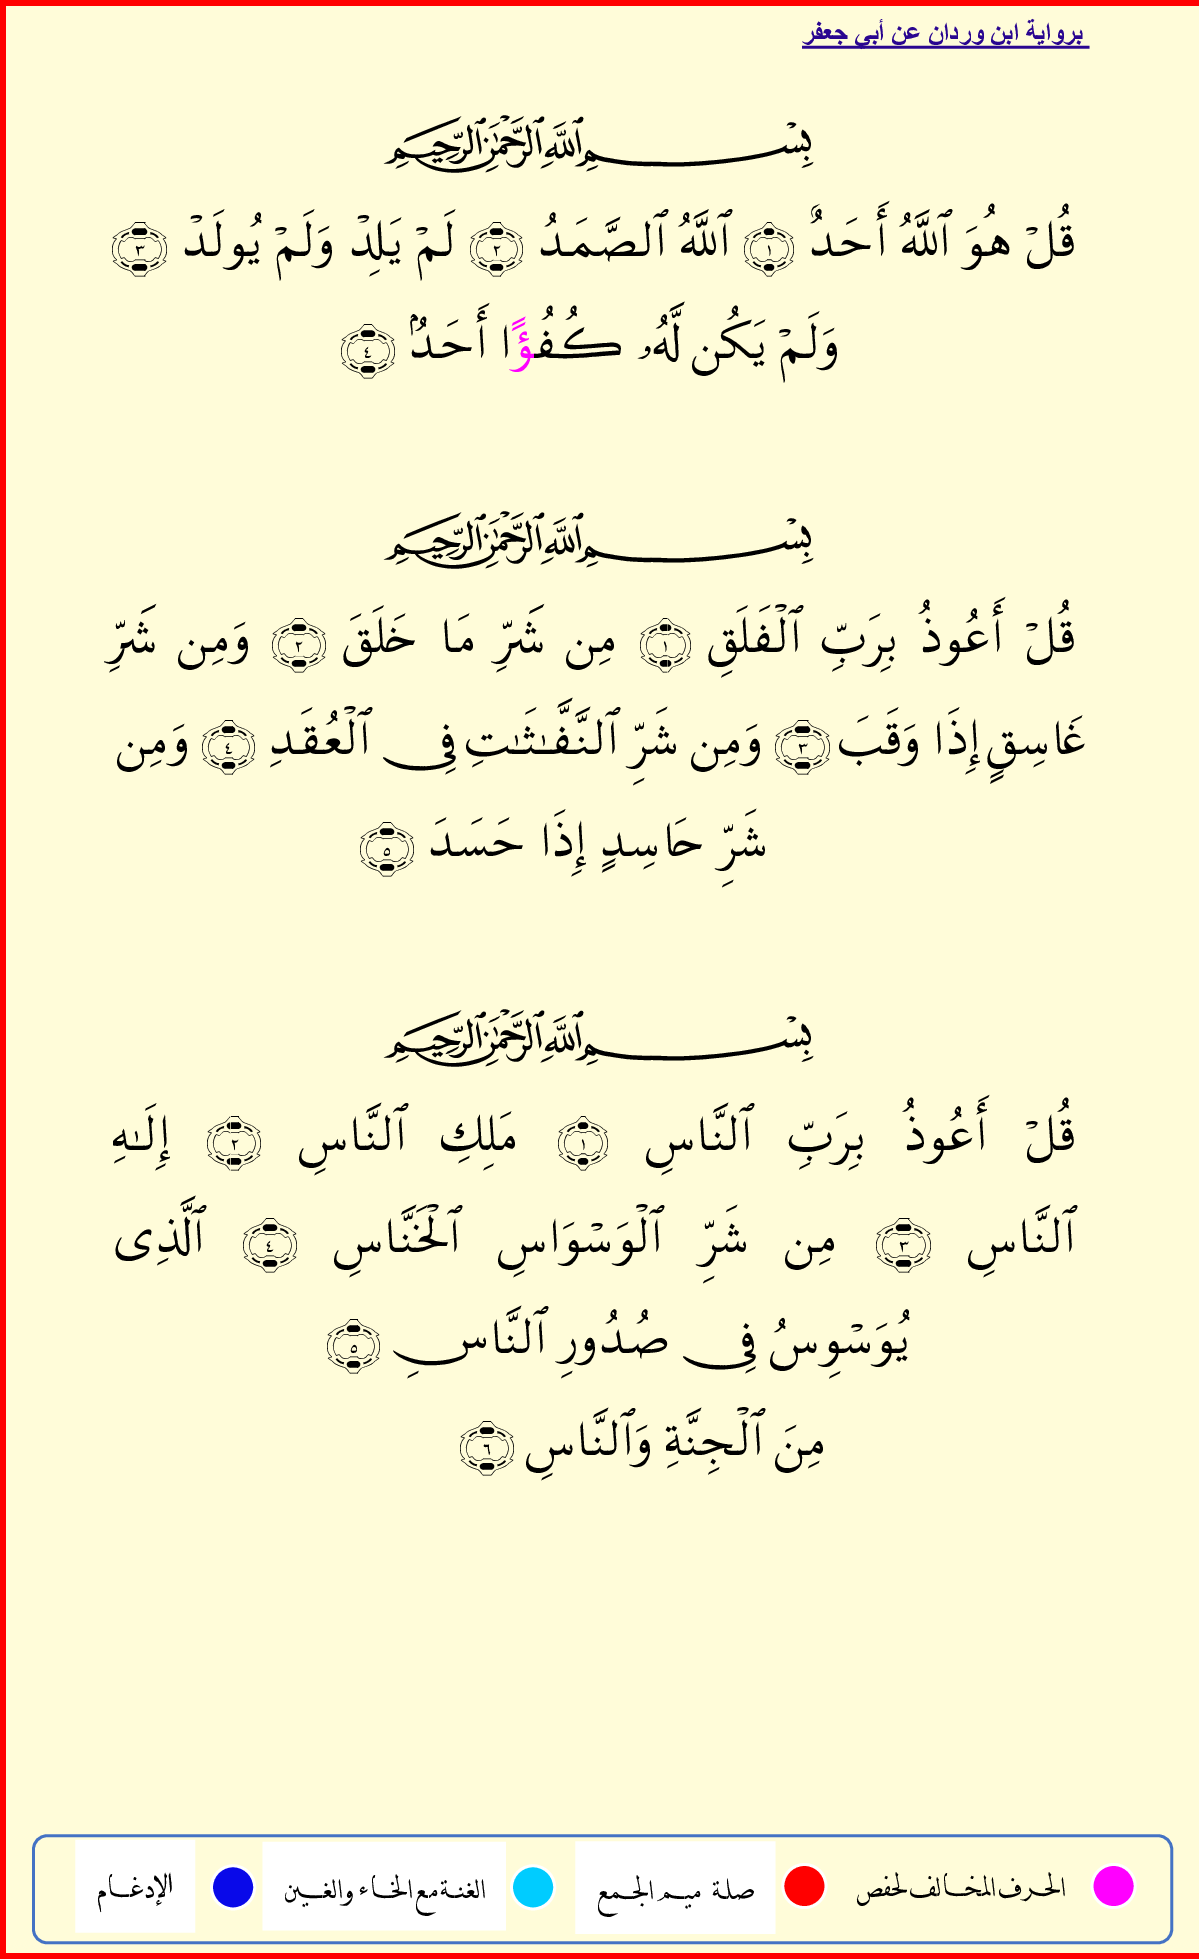 برواية ابن وردان عن أبي جعفر
بِسْمِ ٱللَّهِ ٱلرَّحْمَٰنِ ٱلرَّحِيمِ
قُلْ هُوَ ٱللَّهُ أَحَدٌ ١ ٱللَّهُ ٱلصَّمَدُ ٢ لَمْ يَلِدْ وَلَمْ يُولَدْ ٣
وَلَمْ يَكُن لَّهُۥ كُفُؤًا أَحَدٌۢ ٤
بِسْمِ ٱللَّهِ ٱلرَّحْمَٰنِ ٱلرَّحِيمِ
قُلْ أَعُوذُ بِرَبِّ ٱلْفَلَقِ ١ مِن شَرِّ مَا خَلَقَ ٢ وَمِن شَرِّ
غَاسِقٍ إِذَا وَقَبَ ٣ وَمِن شَرِّ ٱلنَّفَّـٰثَـٰتِ فِى ٱلْعُقَدِ ٤ وَمِن
شَرِّ حَاسِدٍ إِذَا حَسَدَ ٥
بِسْمِ ٱللَّهِ ٱلرَّحْمَٰنِ ٱلرَّحِيمِ
قُلْ أَعُوذُ بِرَبِّ ٱلنَّاسِ ١ مَلِكِ ٱلنَّاسِ ٢ إِلَـٰهِ
ٱلنَّاسِ ٣ مِن شَرِّ ٱلْوَسْوَاسِ ٱلْخَنَّاسِ ٤ ٱلَّذِى
يُوَسْوِسُ فِى صُدُورِ ٱلنَّاسِ ٥
مِنَ ٱلْجِنَّةِ وَٱلنَّاسِ ٦
الحرف المخالف لحفص صلة ميم الجمع الغنة مع الخاء والغين الإدغام